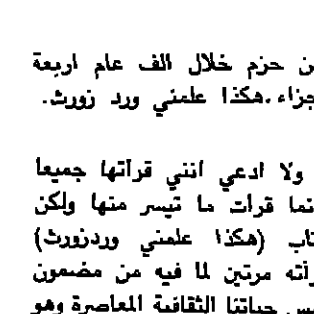 ن حزم خلال الف عام اربعة
جزاء .هكذا علمني ورد زورث.
ولا ادعي انني قرأتها جميعا
نما قرات ما تيسر منها ولكن
تاب (هكذا علمني وردزورث)
رأته مرتين لما فيه من مضمون
س حياتنا الثقافية المعاصرة وهو